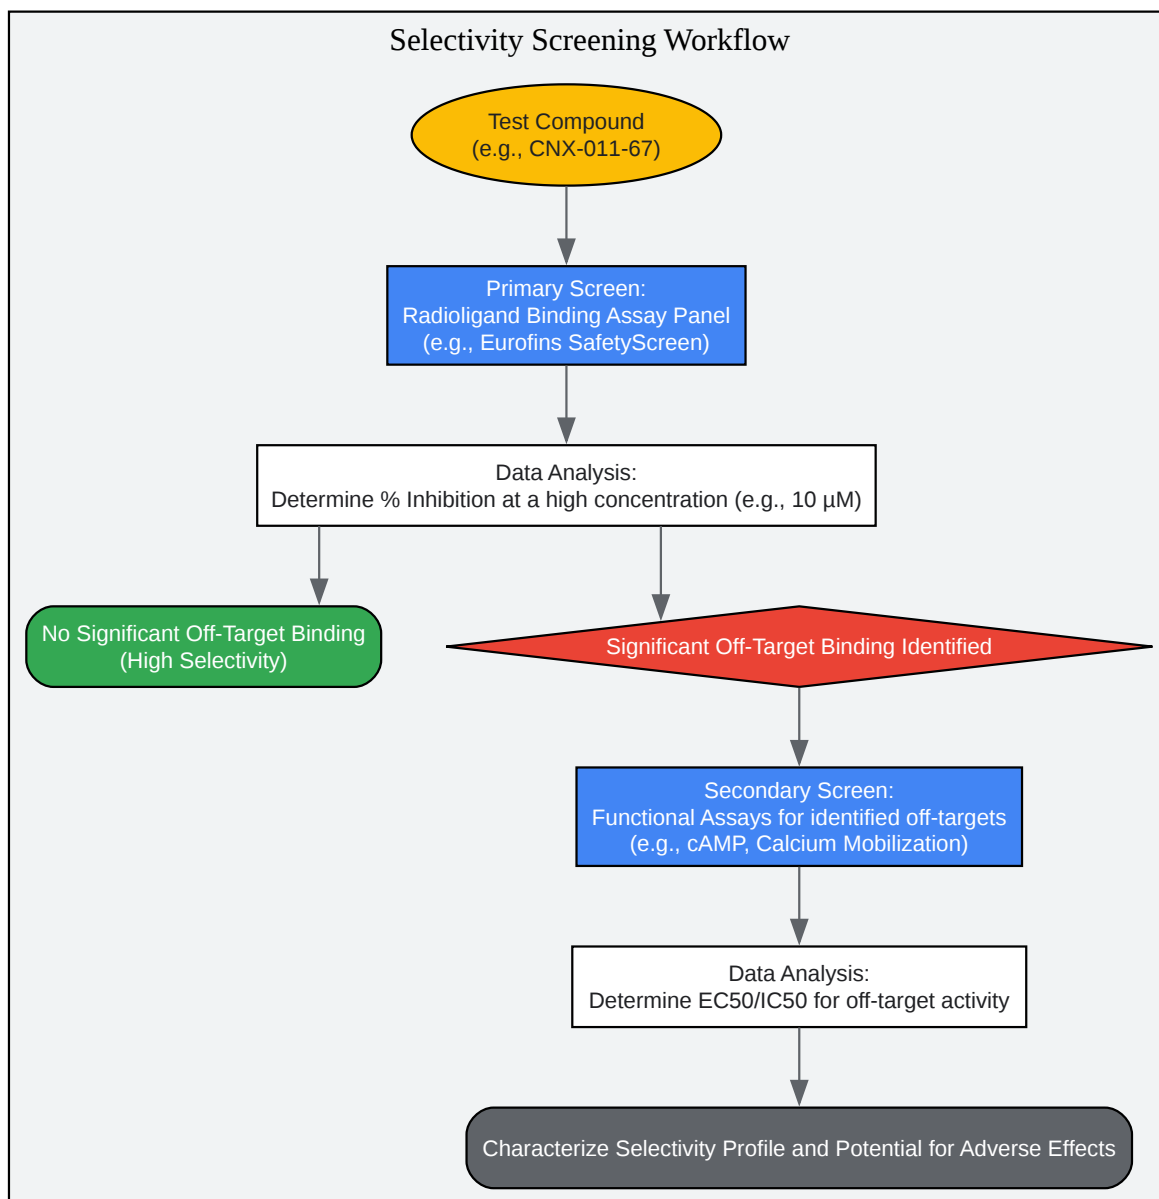 Selectivity Screening Workflow
Test Compound
(e.g., CNX-011-67)
Primary Screen:
Radioligand Binding Assay Panel
(e.g., Eurofins SafetyScreen)
Data Analysis:
Determine % Inhibition at a high concentration (e.g., 10 µM)
No Significant Off-Target Binding
(High Selectivity)
Significant Off-Target Binding Identified
Secondary Screen:
Functional Assays for identified off-targets
(e.g., cAMP, Calcium Mobilization)
Data Analysis:
Determine EC50/IC50 for off-target activity
Characterize Selectivity Profile and Potential for Adverse Effects